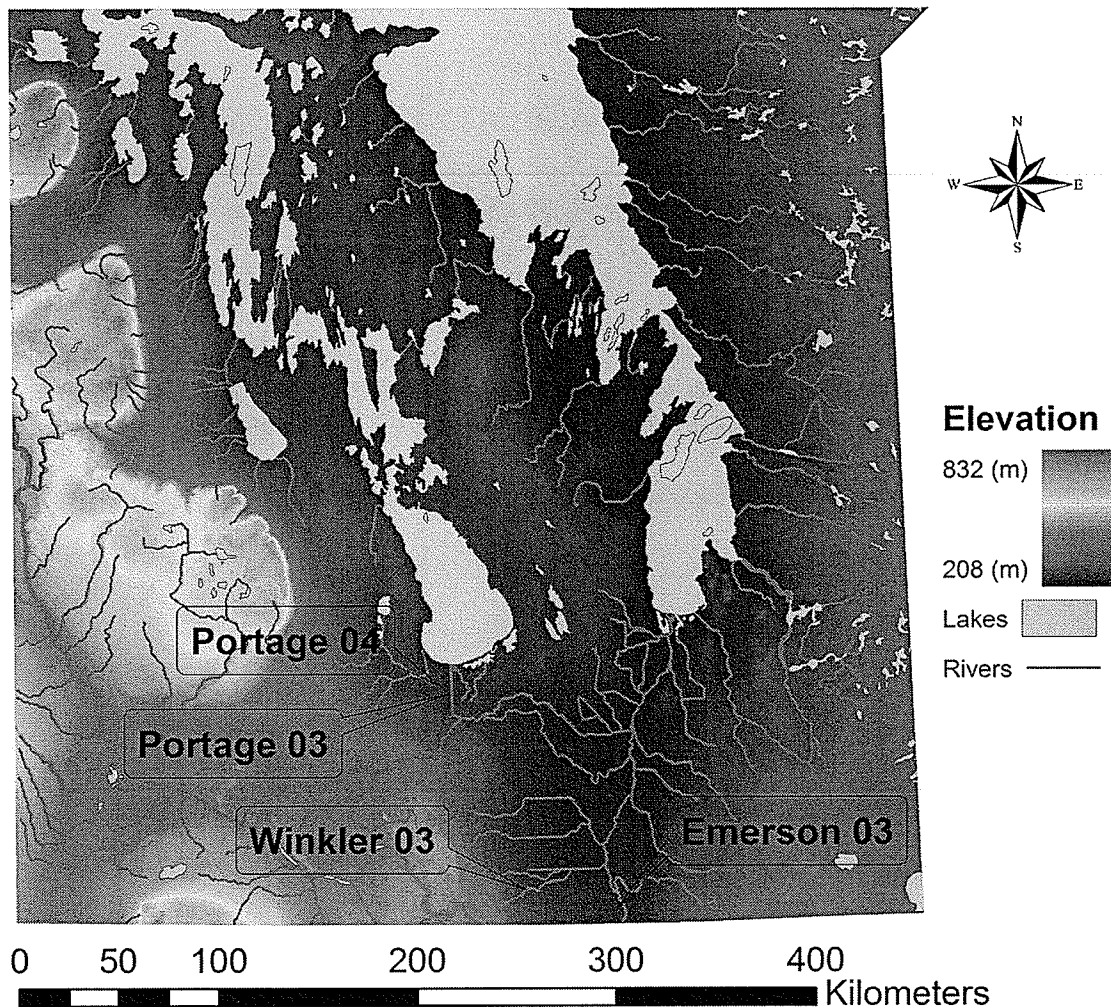 N
W E
S
Elevation
832 (m)
208 (m)
Lakes
Rivers
Portage 04
Portage 03
Winkler 03
Emerson 03
0 50 100 200 300 400
Kilometers